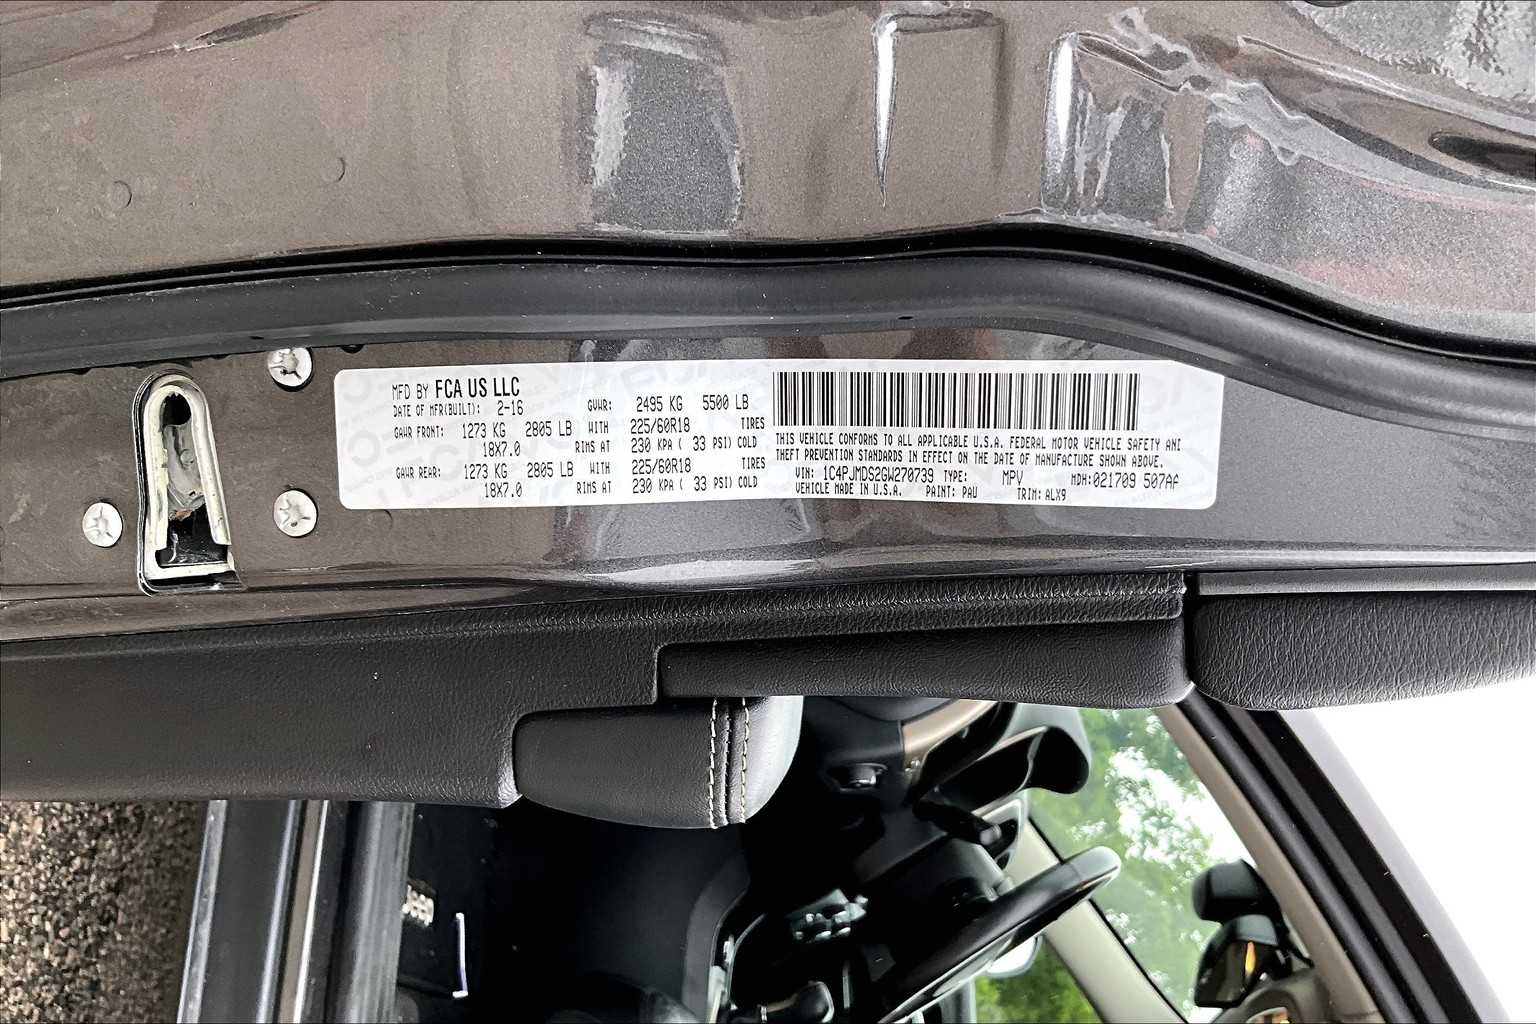 MFD BY FCA US LLC
DATE OF MFR(BUILT): 2-16 GVWR: 2495 KG 5500 LB
GAWR FRONT: 1273 KG 2805 LB WITH 225/60R18 TIRES
18X7.0 RIMS AT 230 KPA ( 33 PSI) COLD
GAWR REAR: 1273 KG 2805 LB WITH 225/60R18 TIRES
18X7.0 RIMS AT 230 KPA ( 33 PSI) COLD
THIS VEHICLE CONFORMS TO ALL APPLICABLE U.S.A. FEDERAL MOTOR VEHICLE SAFETY AND
THEFT PREVENTION STANDARDS IN EFFECT ON THE DATE OF MANUFACTURE SHOWN ABOVE.
VIN: 1C4PJMDS2GW270739 TYPE: MPV MDH: 021709 507AA
VEHICLE MADE IN U.S.A. PAINT: PAU TRIM: ALX9